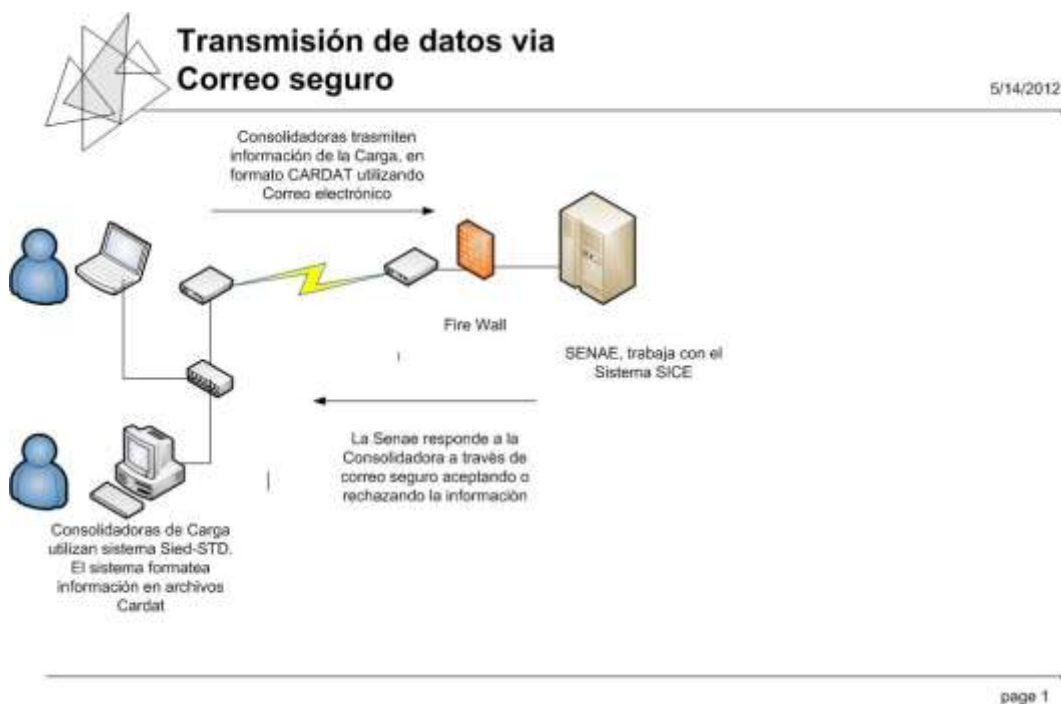 Transmisión de datos via
Correo seguro
5/14/2012
Consolidadoras trasmiten
información de la Carga, en
formato CARDAT utilizando
Correo electrónico
Fire Wall
SENAE, trabaja con el
Sistema SICE
La Senae responde a la
Consolidadora a través de
correo seguro aceptando o
rechazando la información
Consolidadoras de Carga
utilizan sistema Sied-STD.
El sistema formatea
información en archivos
Cardat
page 1